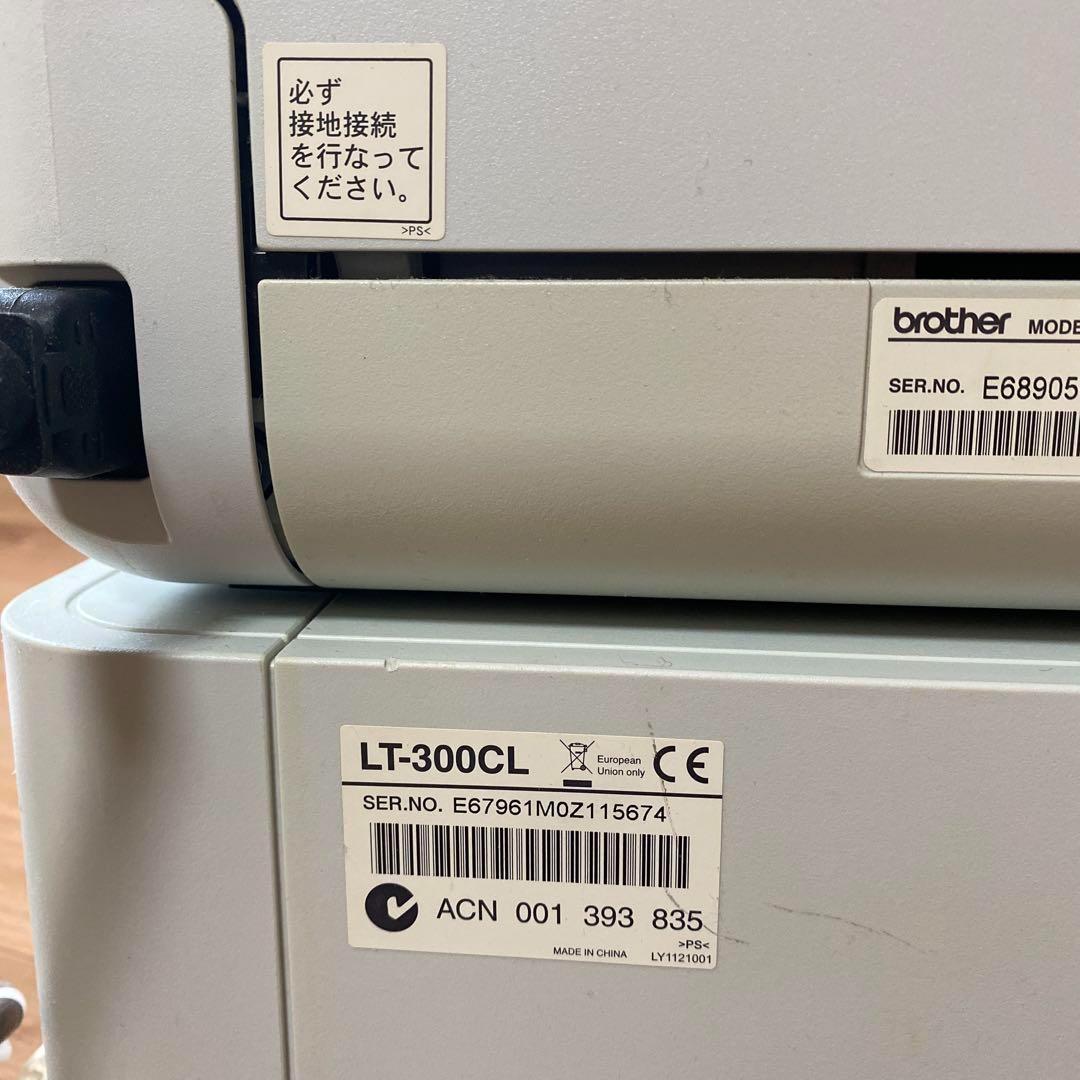 必ず
接地接続
を行なって
ください。
>PS<
brother MODE
SER.NO. E68905
LT-300CL
European
Union only
CE
SER.NO. E67961M0Z115674
ACN 001 393 835
>PS<
MADE IN CHINA LY1121001